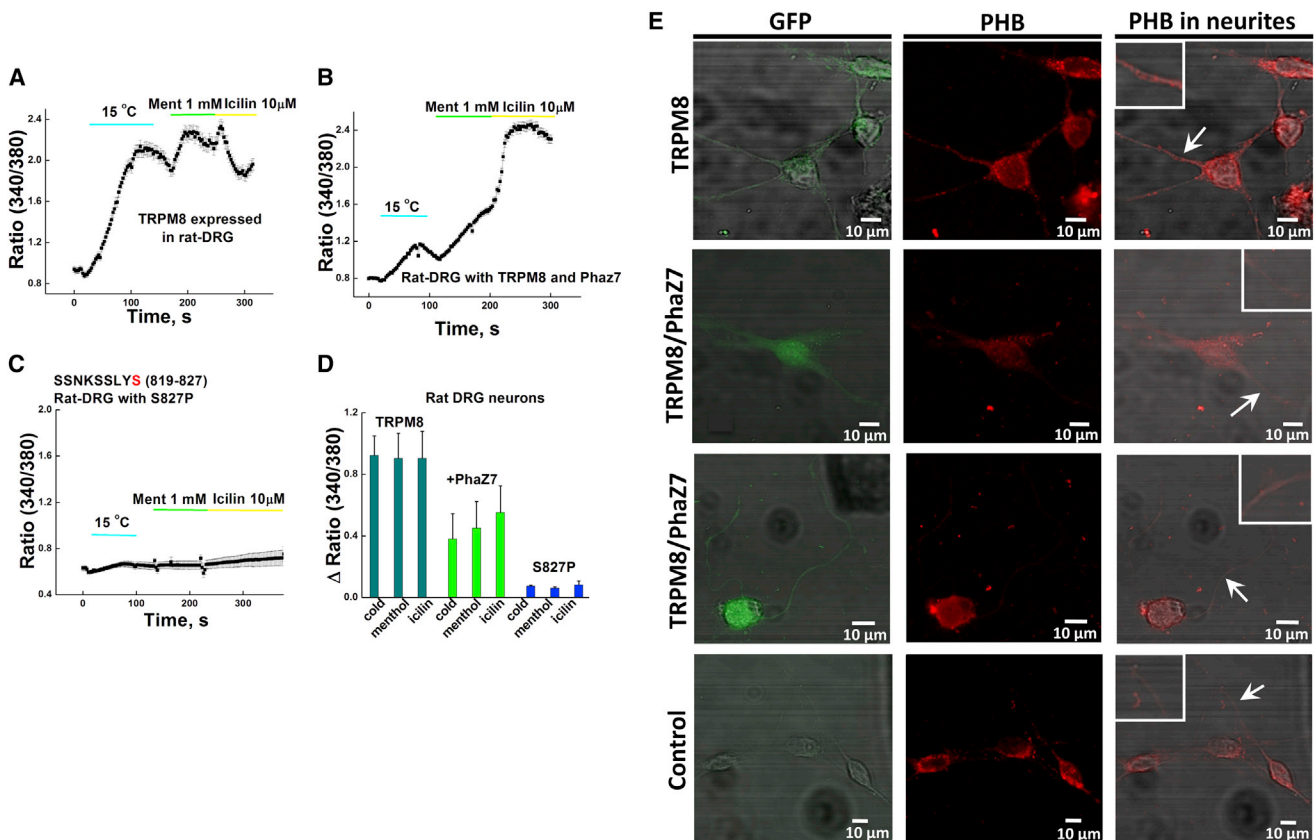 A
Ment 1 mM Icilin 10μM
15 °C
Ratio (340/380)
2.4
2.0
1.6
1.2
0.8
TRPM8 expressed
in rat-DRG
0 100 200 300
Time, s
B
Ment 1 mM Icilin 10μM
15 °C
Ratio (340/380)
2.4
2.0
1.6
1.2
0.8
Rat-DRG with TRPM8 and Phaz7
0 100 200 300
Time, s
C
SSNKSSLYS (819-827)
Rat-DRG with S827P
Ment 1 mM Icilin 10μM
15 °C
Ratio (340/380)
2.0
1.6
1.2
0.8
0.4
0 100 200 300
Time, s
D
Rat DRG neurons
TRPM8
+PhaZ7
S827P
Δ Ratio (340/380)
1.2
0.8
0.4
0.0
cold
menthol
icilin
cold
menthol
icilin
cold
menthol
icilin
E
GFP PHB PHB in neurites
TRPM8
10 μm 10 μm 10 μm
TRPM8/PhaZ7
10 μm 10 μm 10 μm
TRPM8/PhaZ7
10 μm 10 μm 10 μm
Control
10 μm 10 μm 10 μm